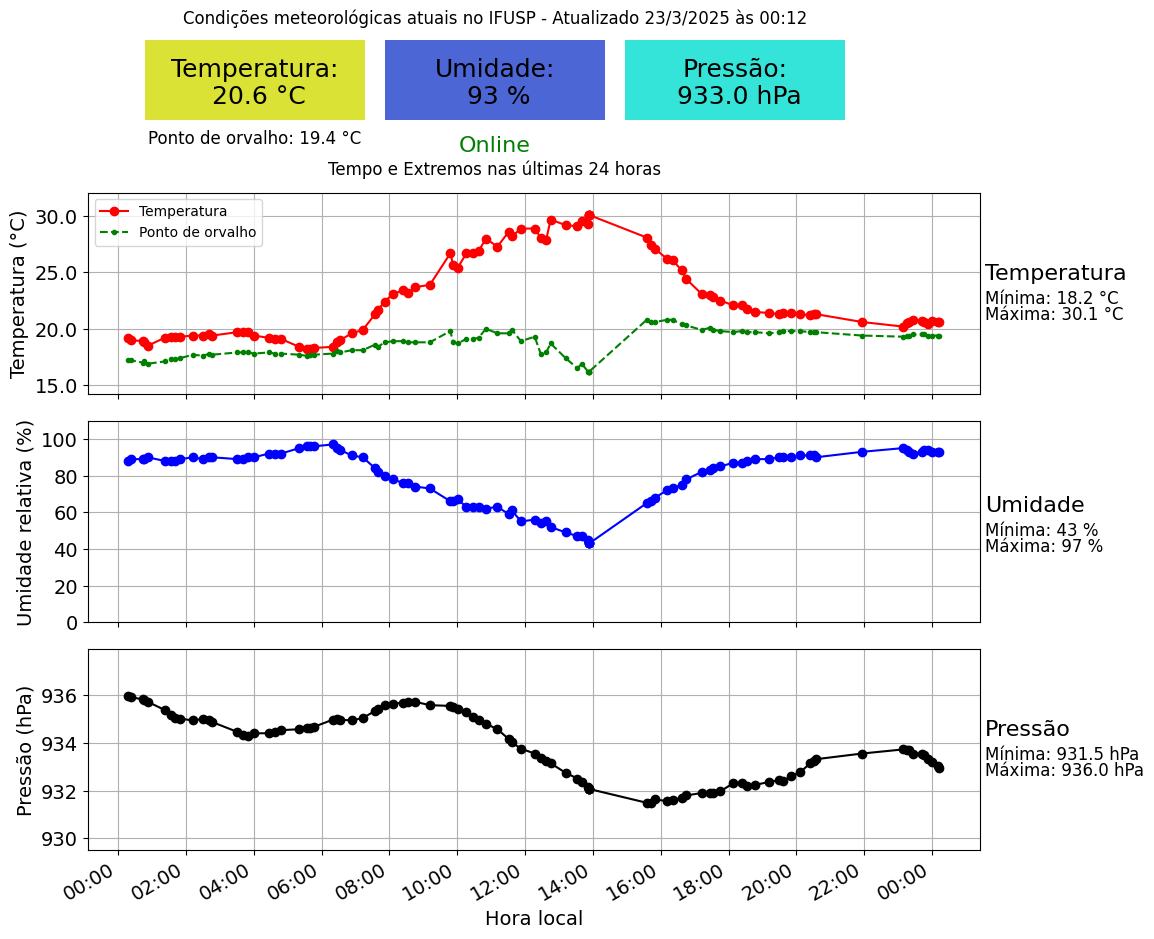 Condições meteorológicas atuais no IFUSP - Atualizado 23/3/2025 às 00:12
Temperatura:
20.6 °C
Umidade:
93 %
Pressão:
933.0 hPa
Ponto de orvalho: 19.4 °C
Online
Tempo e Extremos nas últimas 24 horas
Temperatura (°C)
30.0
25.0
20.0
15.0
Temperatura
Ponto de orvalho
Temperatura
Mínima: 18.2 °C
Máxima: 30.1 °C
Umidade relativa (%)
100
80
60
40
20
0
Umidade
Mínima: 43 %
Máxima: 97 %
Pressão (hPa)
936
934
932
930
Pressão
Mínima: 931.5 hPa
Máxima: 936.0 hPa
00:00 02:00 04:00 06:00 08:00 10:00 12:00 14:00 16:00 18:00 20:00 22:00 00:00
Hora local